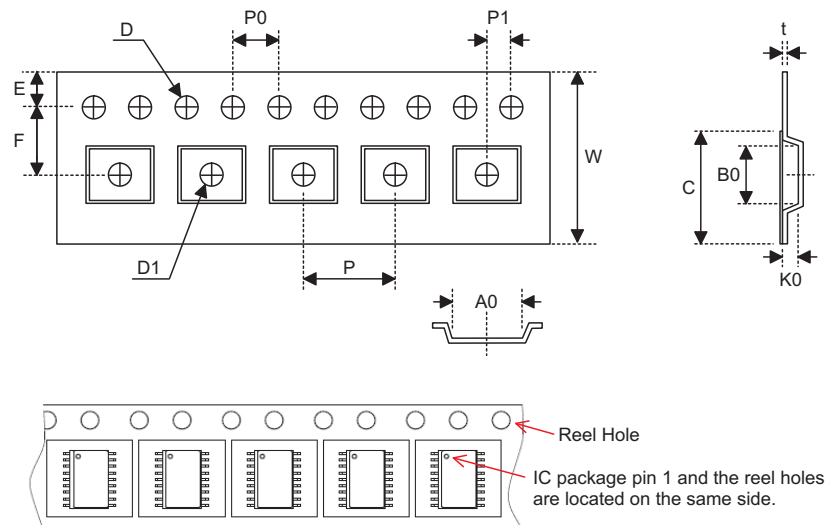 D
P0
P1
t
E
F
W
C
B0
D1
P
K0
A0
Reel Hole
IC package pin 1 and the reel holes
are located on the same side.